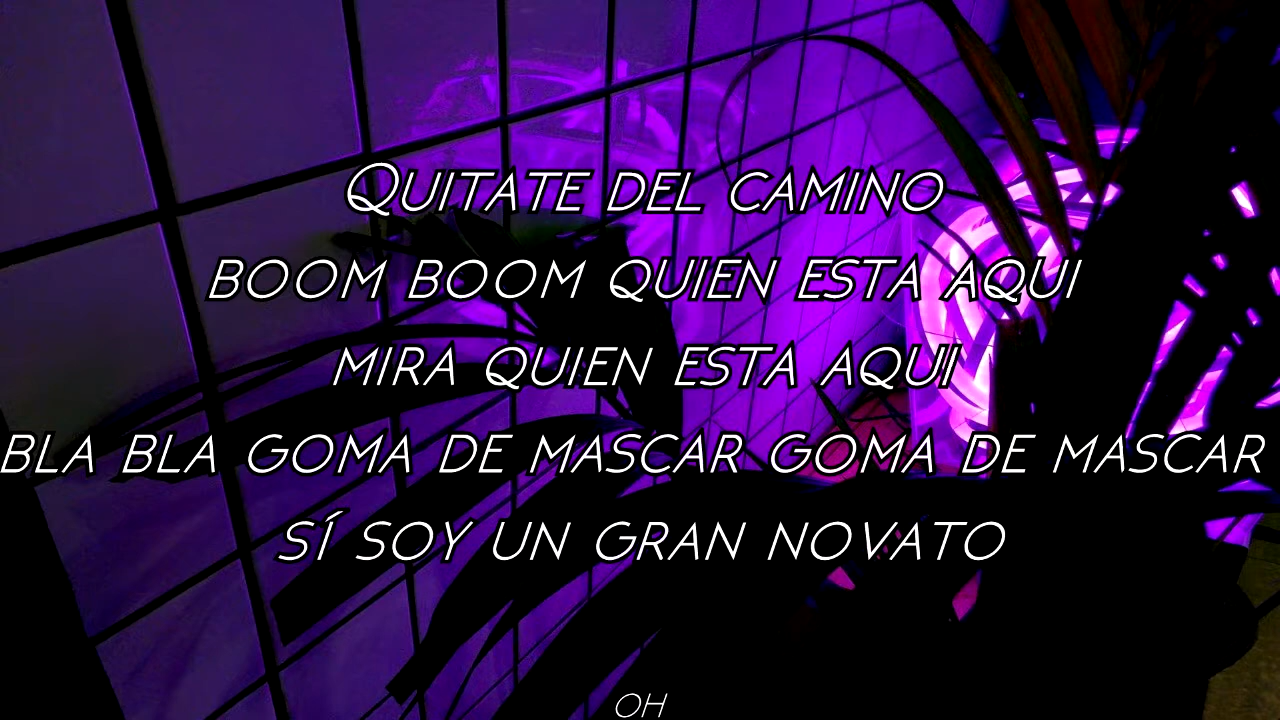 Quitate del camino
boom boom quien esta aqui
mira quien esta aqui
bla bla goma de mascar goma de mascar
sí soy un gran novato
oh